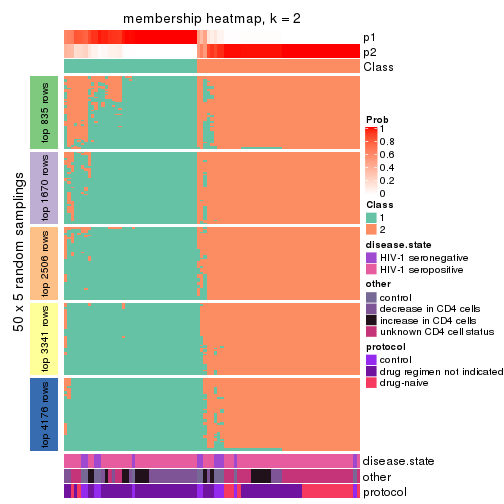 membership heatmap, k = 2
p1
p2
Class
50 x 5 random samplings
top 835 rows
top 1670 rows
top 2506 rows
top 3341 rows
top 4176 rows
Prob
1
0.8
0.6
0.4
0.2
0
Class
1
2
disease.state
HIV-1 seronegative
HIV-1 seropositive
other
control
decrease in CD4 cells
increase in CD4 cells
unknown CD4 cell status
protocol
control
drug regimen not indicated
drug-naive
disease.state
other
protocol